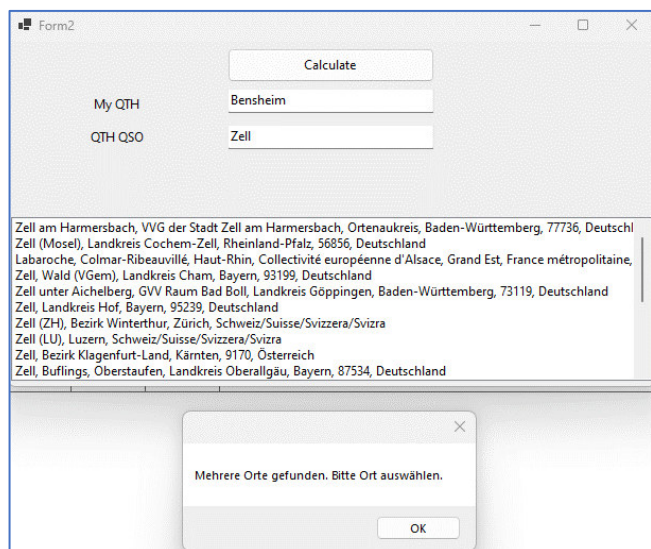 Form2
Calculate
My QTH
Bensheim
QTH QSO
Zell
Zell am Harmersbach, VVG der Stadt Zell am Harmersbach, Ortenaukreis, Baden-Württemberg, 77736, Deutschl
Zell (Mosel), Landkreis Cochem-Zell, Rheinland-Pfalz, 56856, Deutschland
Labaroche, Colmar-Ribeauvillé, Haut-Rhin, Collectivité européenne d'Alsace, Grand Est, France métropolitaine,
Zell, Wald (VGem), Landkreis Cham, Bayern, 93199, Deutschland
Zell unter Aichelberg, GVV Raum Bad Boll, Landkreis Göppingen, Baden-Württemberg, 73119, Deutschland
Zell, Landkreis Hof, Bayern, 95239, Deutschland
Zell (ZH), Bezirk Winterthur, Zürich, Schweiz/Suisse/Svizzera/Svizra
Zell (LU), Luzern, Schweiz/Suisse/Svizzera/Svizra
Zell, Bezirk Klagenfurt-Land, Kärnten, 9170, Österreich
Zell, Buflings, Oberstaufen, Landkreis Oberallgäu, Bayern, 87534, Deutschland
Mehrere Orte gefunden. Bitte Ort auswählen.
OK